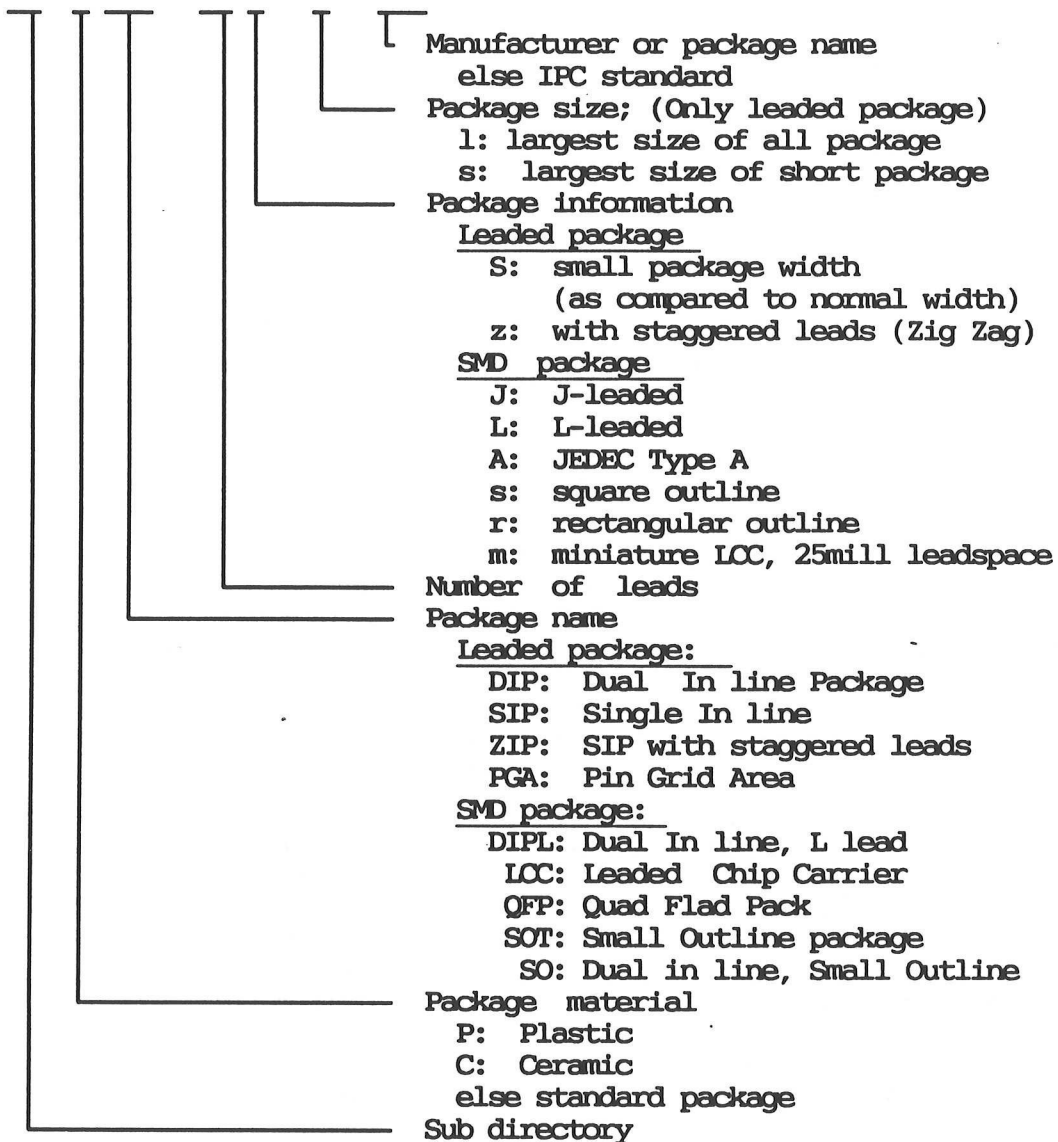 Manufacturer or package name
else IPC standard
Package size; (Only leaded package)
l: largest size of all package
s: largest size of short package
Package information
Leaded package
S: small package width
(as compared to normal width)
z: with staggered leads (Zig Zag)
SMD package
J: J-leaded
L: L-leaded
A: JEDEC Type A
s: square outline
r: rectangular outline
m: miniature LCC, 25mill leadspace
Number of leads
Package name
Leaded package:
DIP: Dual In line Package
SIP: Single In line
ZIP: SIP with staggered leads
PGA: Pin Grid Area
SMD package:
DIPL: Dual In line, L lead
LCC: Leaded Chip Carrier
QFP: Quad Flad Pack
SOT: Small Outline package
SO: Dual in line, Small Outline
Package material
P: Plastic
C: Ceramic
else standard package
Sub directory